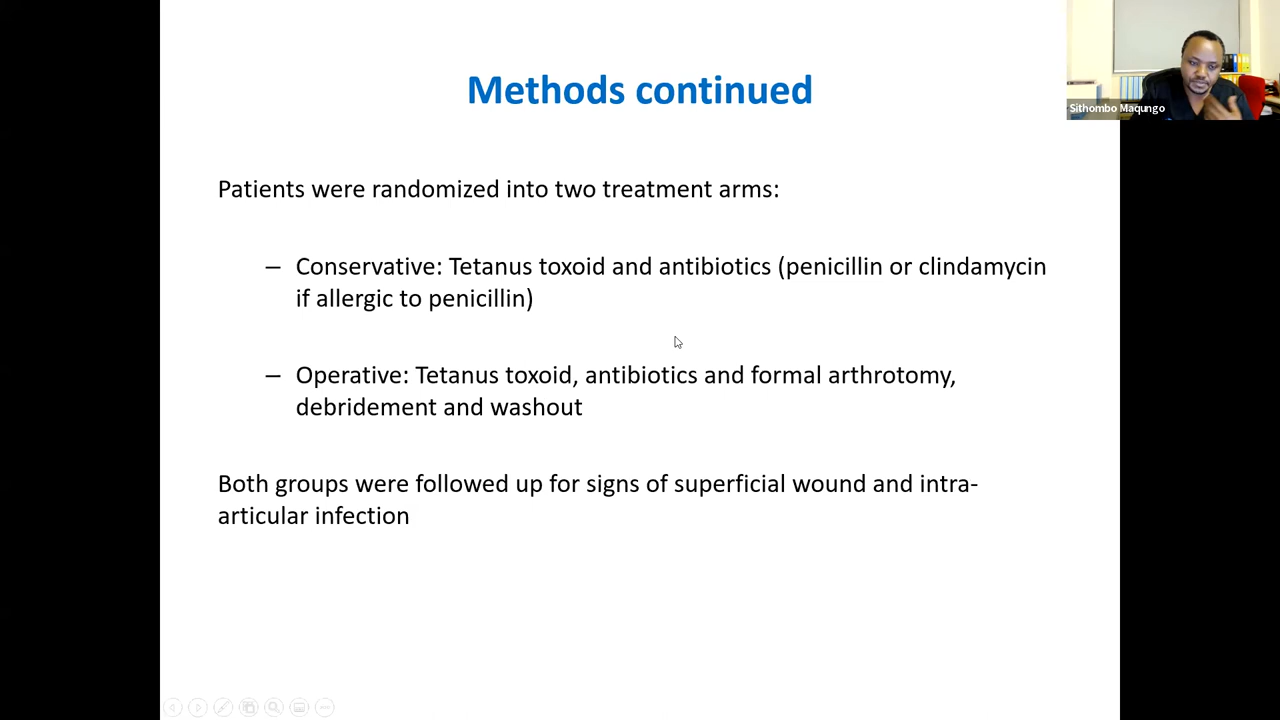 Methods continued
Sithombo Maqungo
Patients were randomized into two treatment arms:
– Conservative: Tetanus toxoid and antibiotics (penicillin or clindamycin
if allergic to penicillin)
– Operative: Tetanus toxoid, antibiotics and formal arthrotomy,
debridement and washout
Both groups were followed up for signs of superficial wound and intra-
articular infection